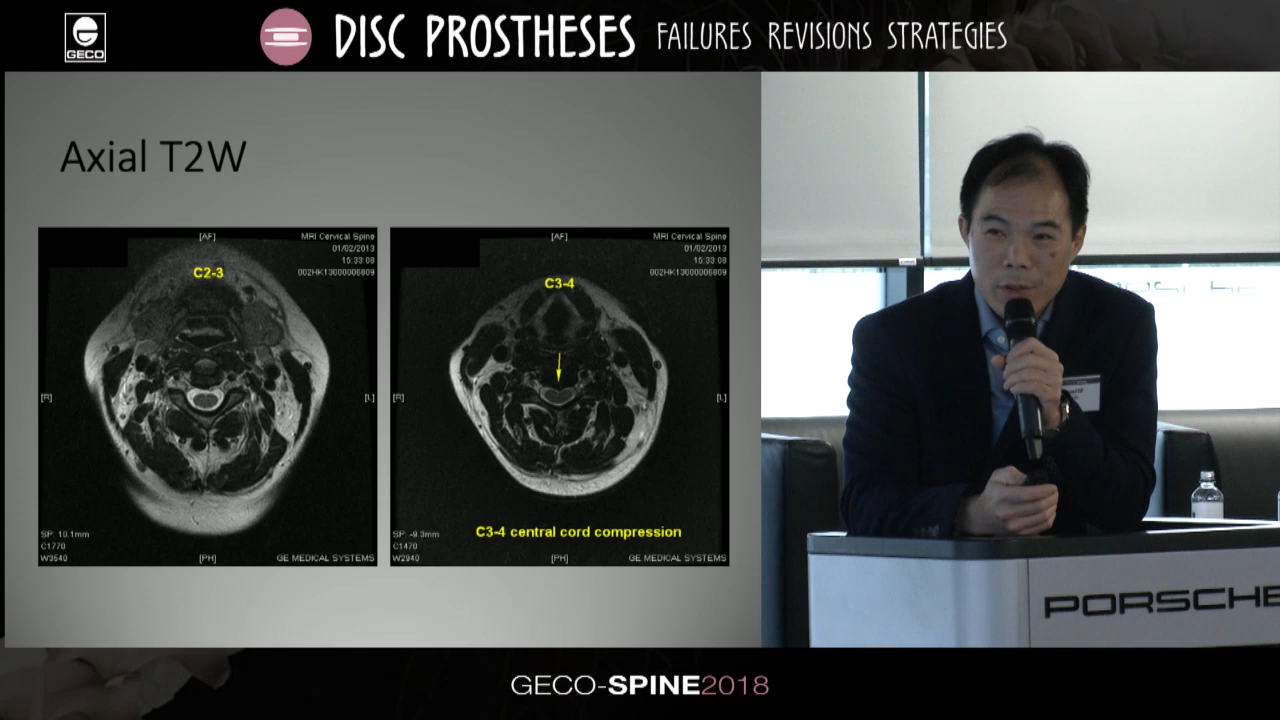 GECO
DISC PROSTHESES FAILURES REVISIONS STRATEGIES
Axial T2W
[AF]
MRI Cervical Spine
01/02/2013
15:33:08
002HK13000006809
C2-3
[R]
[L]
SP: 10.1mm
C1770
W3540
[PH]
GE MEDICAL SYSTEMS
[AF]
MRI Cervical Spine
01/02/2013
15:33:08
002HK13000006809
C3-4
[R]
[L]
C3-4 central cord compression
SP: -9.3mm
C1470
W2940
[PH]
GE MEDICAL SYSTEMS
PORSCHE
GECO-SPINE2018